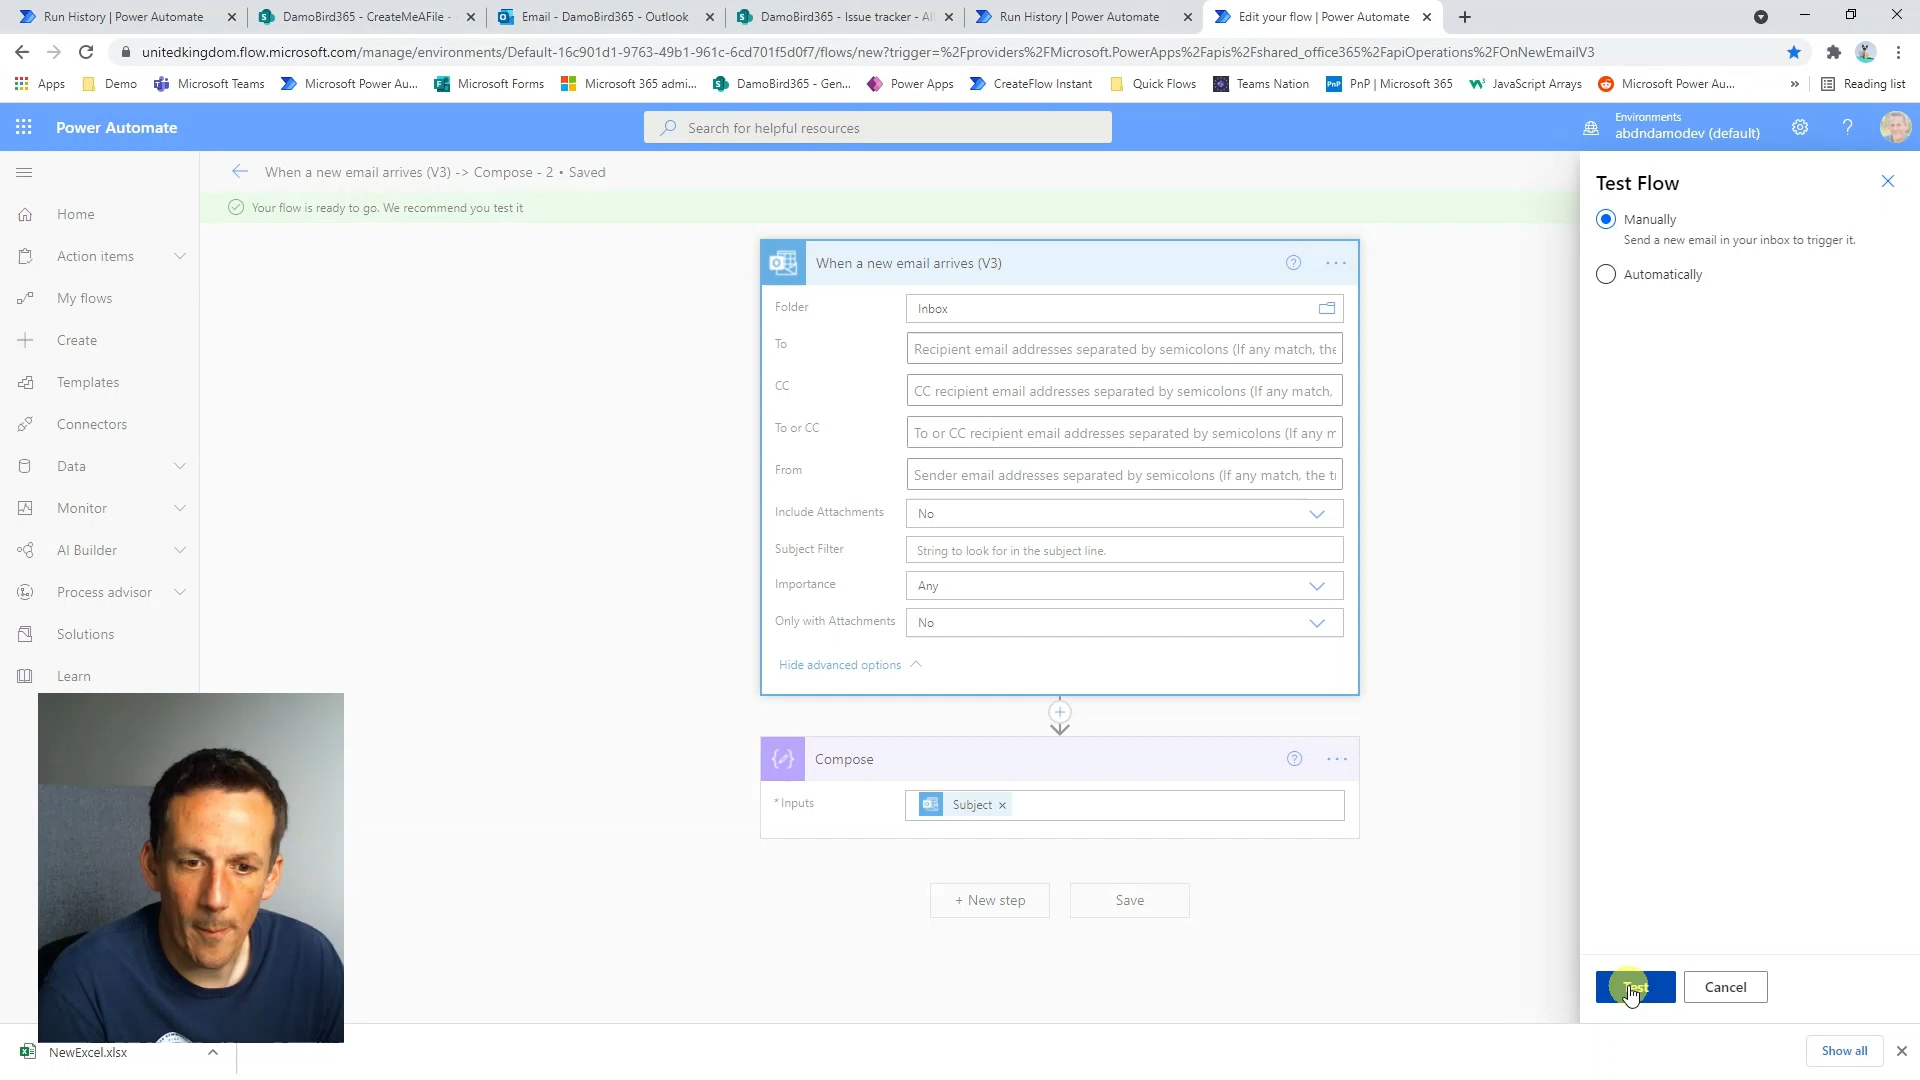 Run History | Power Automate
DamoBird365 - CreateMeAFile -
Email - DamoBird365 - Outlook
DamoBird365 - Issue tracker - Al
Run History | Power Automate
Edit your flow | Power Automate
unitedkingdom.flow.microsoft.com/manage/environments/Default-16c901d1-9763-49b1-961c-6cd701f5d0f7/flows/new?trigger=%2Fproviders%2FMicrosoft.PowerApps%2Fapis%2Fshared_office365%2FapiOperations%2FOnNewEmailV3
Apps
Demo
Microsoft Teams
Microsoft Power Au...
Microsoft Forms
Microsoft 365 admi...
DamoBird365 - Gen...
Power Apps
CreateFlow Instant
Quick Flows
Teams Nation
PnP
PnP | Microsoft 365
JavaScript Arrays
Microsoft Power Au...
»
Reading list
Power Automate
Search for helpful resources
Environments
abdndamodev (default)
?
When a new email arrives (V3) -> Compose - 2 • Saved
Your flow is ready to go. We recommend you test it
Home
Action items
My flows
Create
Templates
Connectors
Data
Monitor
AI Builder
Process advisor
Solutions
Learn
When a new email arrives (V3)
Folder
Inbox
To
Recipient email addresses separated by semicolons (If any match, the
CC
CC recipient email addresses separated by semicolons (If any match,
To or CC
To or CC recipient email addresses separated by semicolons (If any m
From
Sender email addresses separated by semicolons (If any match, the t
Include Attachments
No
Subject Filter
String to look for in the subject line.
Importance
Any
Only with Attachments
No
Hide advanced options
Compose
* Inputs
Subject ×
+ New step
Save
Test Flow
Manually
Send a new email in your inbox to trigger it.
Automatically
Test
Cancel
NewExcel.xlsx
Show all